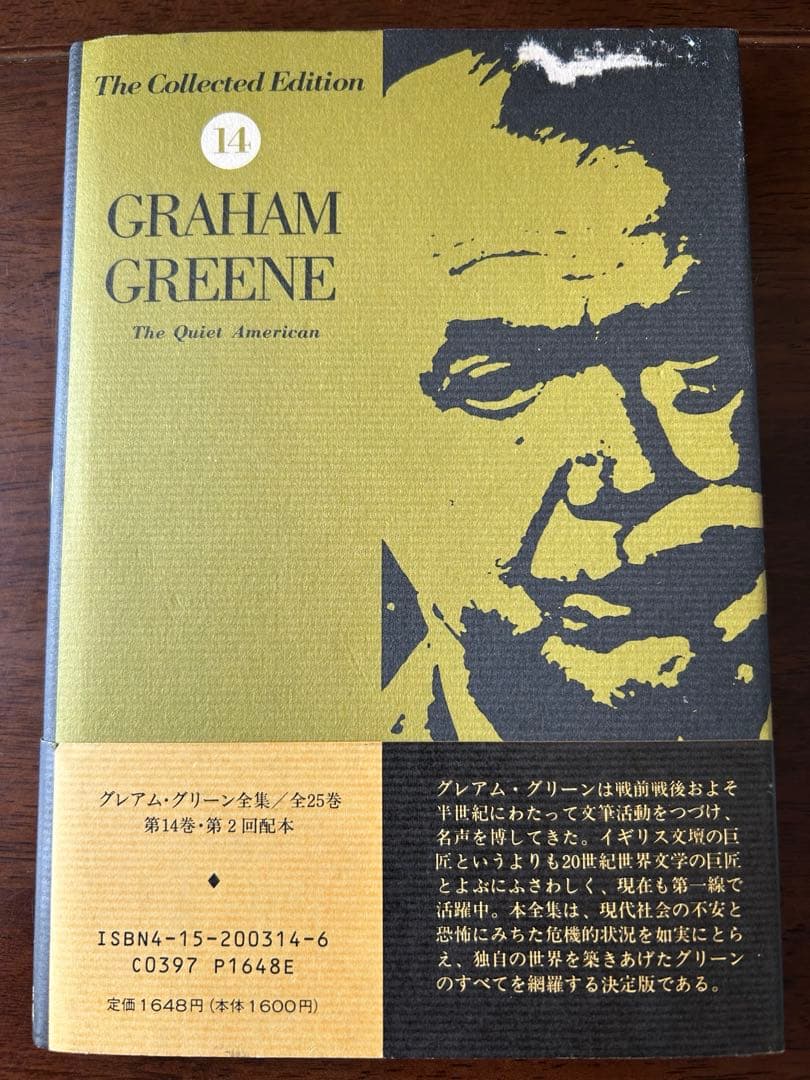 The Collected Edition
14
GRAHAM
GREENE
The Quiet American
グレアム・グリーン全集／全25巻
第14巻・第2回配本
ISBN4-15-200314-6
C0397 P1648E
定価1648円(本体1600円)
グレアム・グリーンは戦前戦後およそ
半世紀にわたって文筆活動をつづけ、
名声を博してきた。イギリス文壇の巨
匠というよりも20世紀世界文学の巨匠
とよぶにふさわしく、現在も第一線で
活躍中。本全集は、現代社会の不安と
恐怖にみちた危機的状況を如実にとら
え、独自の世界を築きあげたグリーン
のすべてを網羅する決定版である。